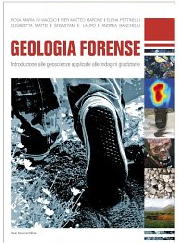 ROSA MARIA DI MAGGIO PIER MATTEO BARONE ELENA PETTINELLI
ELISABETTA MATTEI SEBASTIAN E. LAURO ANDREA BANCHELLI
GEOLOGIA FORENSE
Introduzione alle geoscienze applicate alle indagini giudiziarie